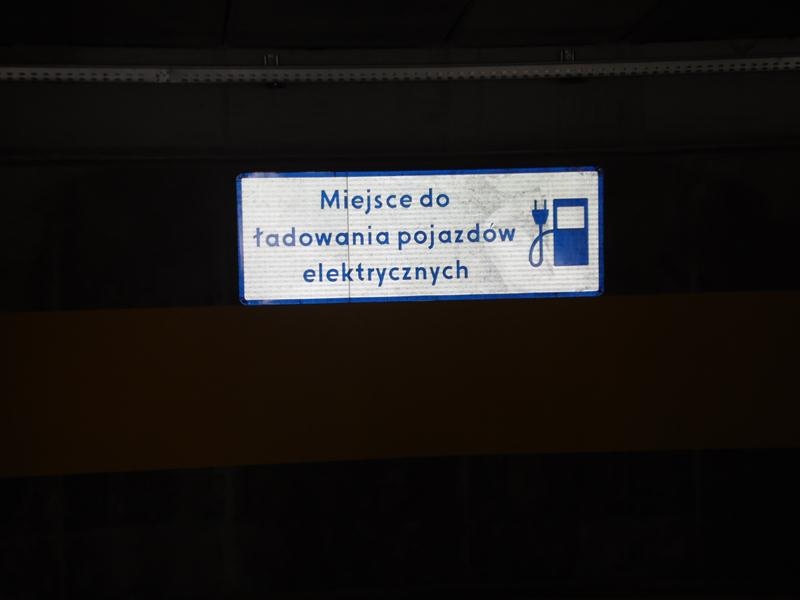 Miejsce do
ładowania pojazdów
elektrycznych